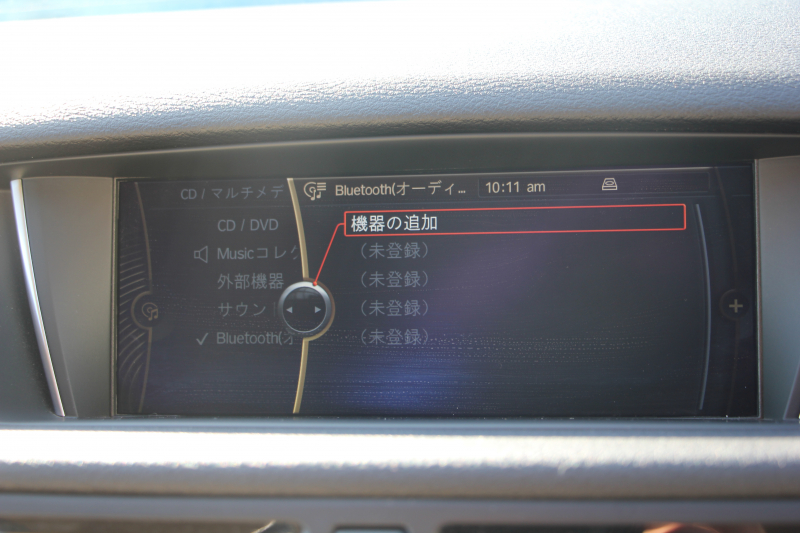 CD / マルチメデ
Bluetooth(オーディ...
10:11 am
CD / DVD
Musicコレク
外部機器
サウン
Bluetooth(オ
機器の追加
(未登録)
(未登録)
(未登録)
(未登録)